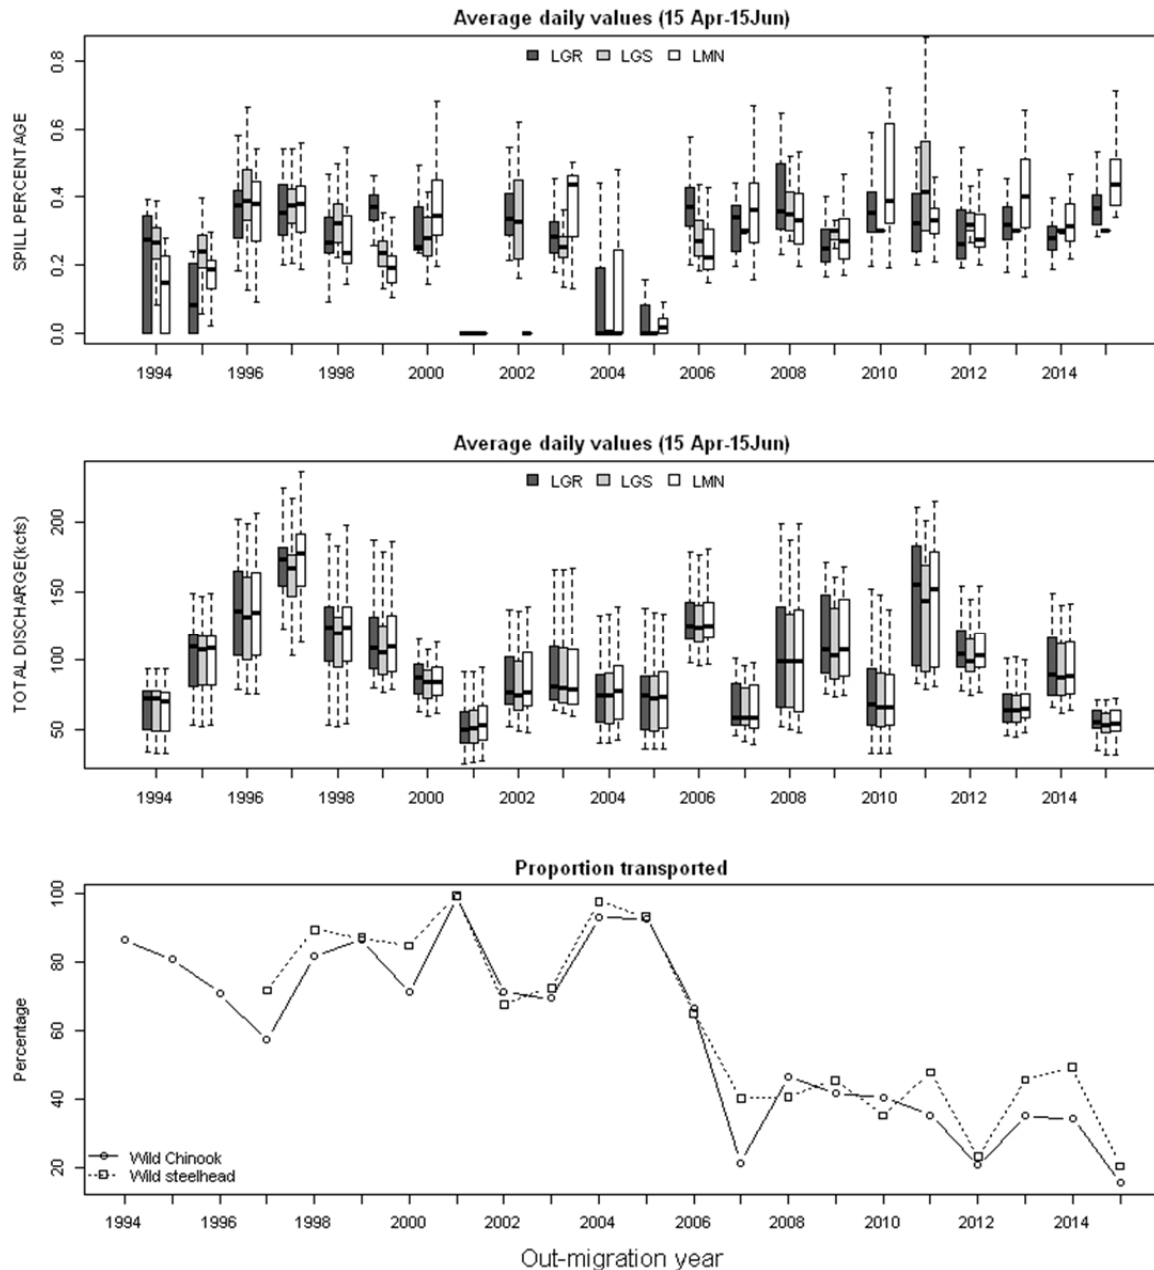 Average daily values (15 Apr-15Jun)
LGR LGS LMN
SPILL PERCENTAGE
0.8
0.6
0.4
0.2
0.0
1994 1996 1998 2000 2002 2004 2006 2008 2010 2012 2014
Average daily values (15 Apr-15Jun)
LGR LGS LMN
TOTAL DISCHARGE(kcfs)
200
150
100
50
1994 1996 1998 2000 2002 2004 2006 2008 2010 2012 2014
Proportion transported
Percentage
100
80
60
40
20
Wild Chinook
Wild steelhead
1994 1996 1998 2000 2002 2004 2006 2008 2010 2012 2014
Out-migration year